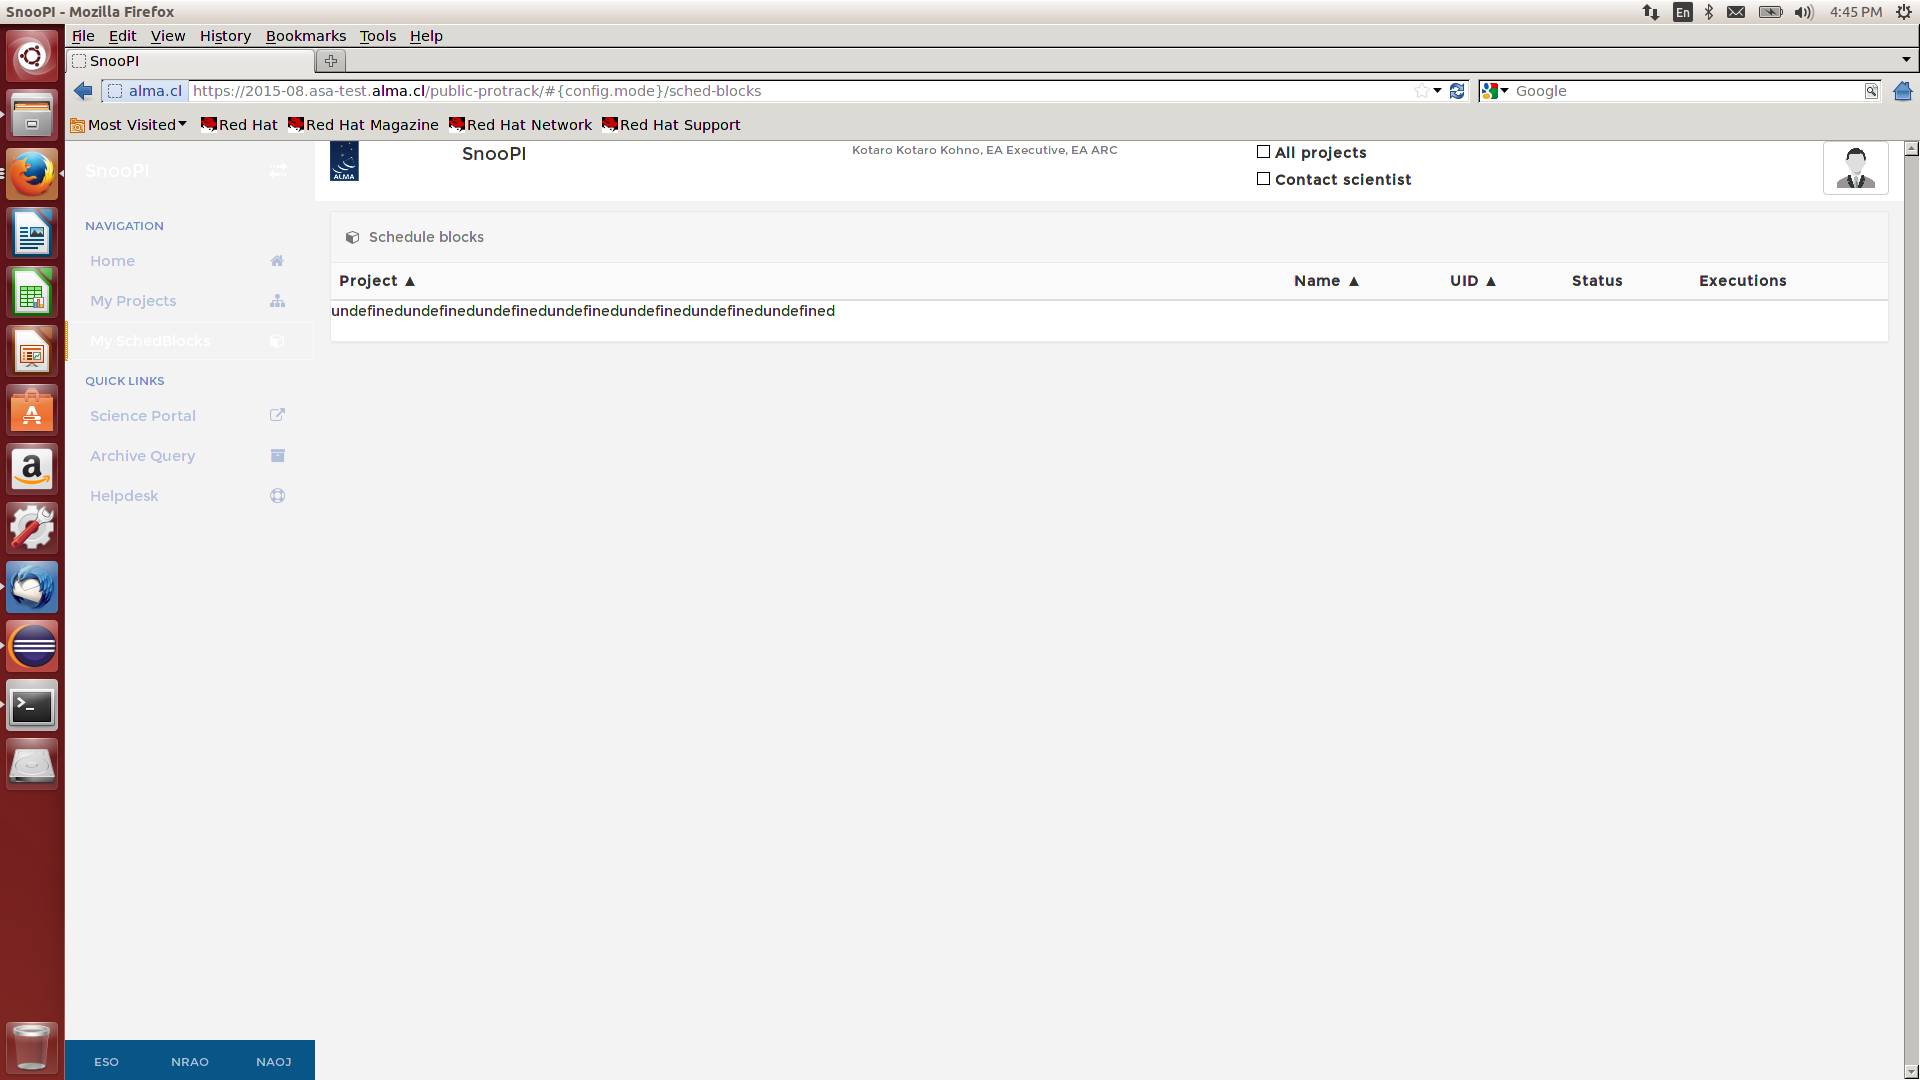 SnooPI - Mozilla Firefox
En
4:45 PM
File Edit View History Bookmarks Tools Help
SnooPI
alma.cl https://2015-08.asa-test.alma.cl/public-protrack/#{config.mode}/sched-blocks
Google
Most Visited Red Hat Red Hat Magazine Red Hat Network Red Hat Support
SnooPI
ALMA
SnooPI
Kotaro Kotaro Kohno, EA Executive, EA ARC
All projects
Contact scientist
NAVIGATION
Home
My Projects
My SchedBlocks
QUICK LINKS
Science Portal
Archive Query
Helpdesk
Schedule blocks
Project ▲ Name ▲ UID ▲ Status Executions
undefinedundefinedundefinedundefinedundefinedundefinedundefined
ESO NRAO NAOJ